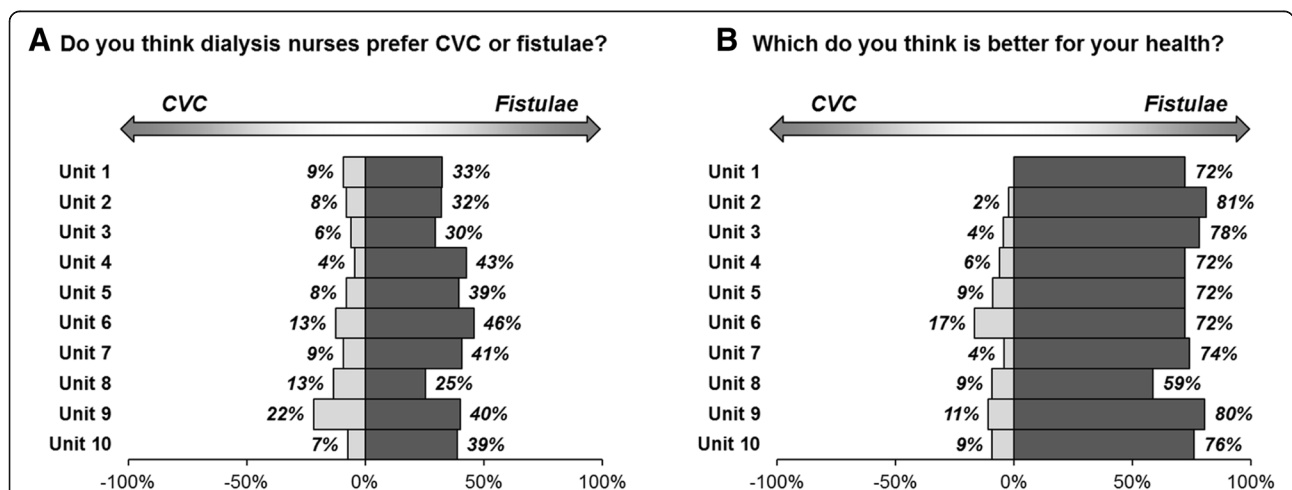 A Do you think dialysis nurses prefer CVC or fistulae?
CVC Fistulae
Unit 1 9% 33%
Unit 2 8% 32%
Unit 3 6% 30%
Unit 4 4% 43%
Unit 5 8% 39%
Unit 6 13% 46%
Unit 7 9% 41%
Unit 8 13% 25%
Unit 9 22% 40%
Unit 10 7% 39%
-100% -50% 0% 50% 100%
B Which do you think is better for your health?
CVC Fistulae
Unit 1 72%
Unit 2 2% 81%
Unit 3 4% 78%
Unit 4 6% 72%
Unit 5 9% 72%
Unit 6 17% 72%
Unit 7 4% 74%
Unit 8 9% 59%
Unit 9 11% 80%
Unit 10 9% 76%
-100% -50% 0% 50% 100%